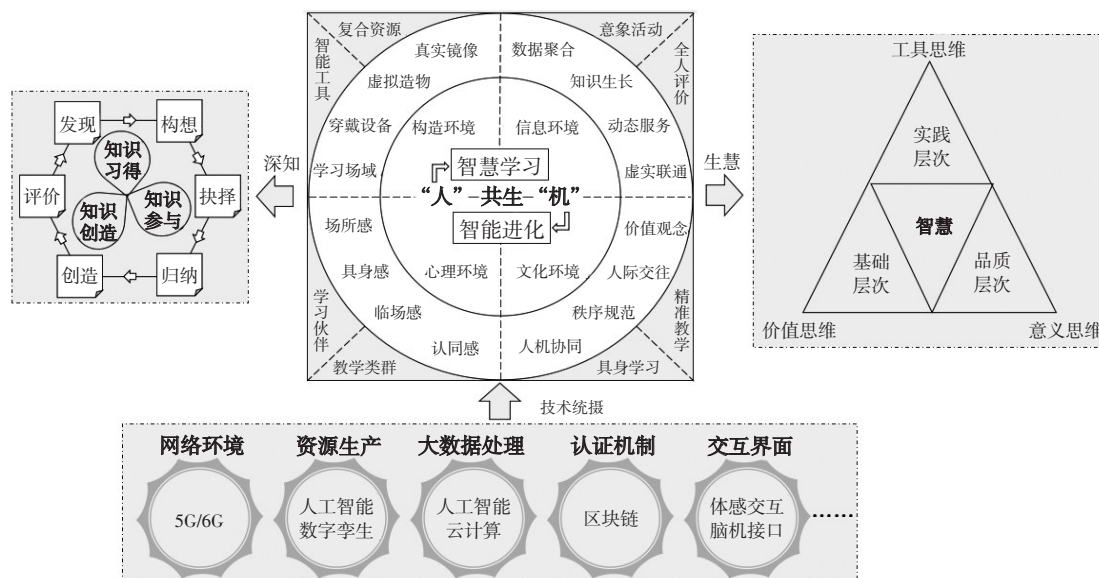 复合资源
意象活动
智能工具
全人评价
真实镜像
数据聚合
虚拟造物
知识生长
穿戴设备
构造环境
信息环境
动态服务
学习场域
智慧学习
虚实联通
“人”-共生-“机”
场所感
智能进化
价值观念
具身感
心理环境
文化环境
人际交往
临场感
秩序规范
认同感
人机协同
学习伙伴
精准教学
教学类群
具身学习
深知
发现
构想
知识
习得
评价
抉择
知识
创造
知识
参与
创造
归纳
生慧
工具思维
实践
层次
智慧
基础
层次
品质
层次
价值思维
意义思维
技术统摄
网络环境
资源生产
大数据处理
认证机制
交互界面
5G/6G
人工智能
数字孪生
人工智能
云计算
区块链
体感交互
脑机接口
……